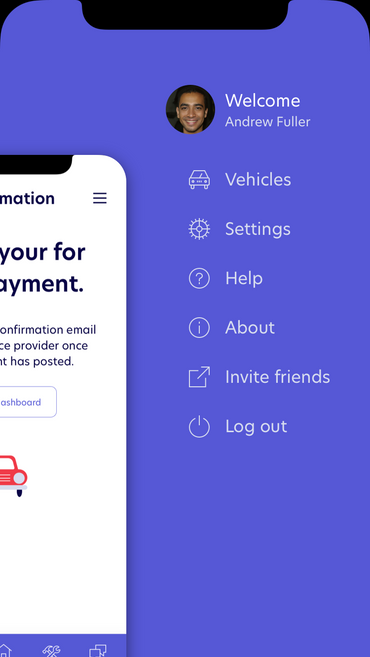 Welcome
Andrew Fuller
Vehicles
Settings
Help
About
Invite friends
Log out
mation
your for
ayment.
onfirmation email
ce provider once
nt has posted.
ashboard